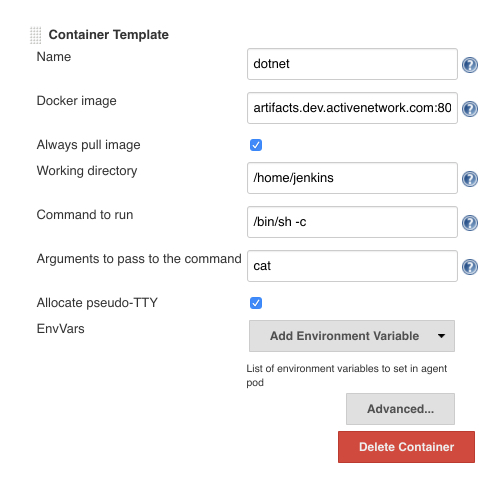 Container Template
Name
dotnet
Docker image
artifacts.dev.activenetwork.com:80
Always pull image
Working directory
/home/jenkins
Command to run
/bin/sh -c
Arguments to pass to the command
cat
Allocate pseudo-TTY
EnvVars
Add Environment Variable
List of environment variables to set in agent
pod
Advanced...
Delete Container